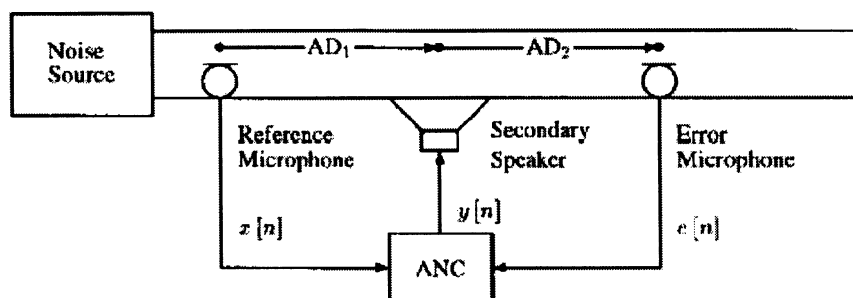 Noise
Source
AD₁
AD₂
Reference
Microphone
Secondary
Speaker
Error
Microphone
x [n]
y [n]
e [n]
ANC